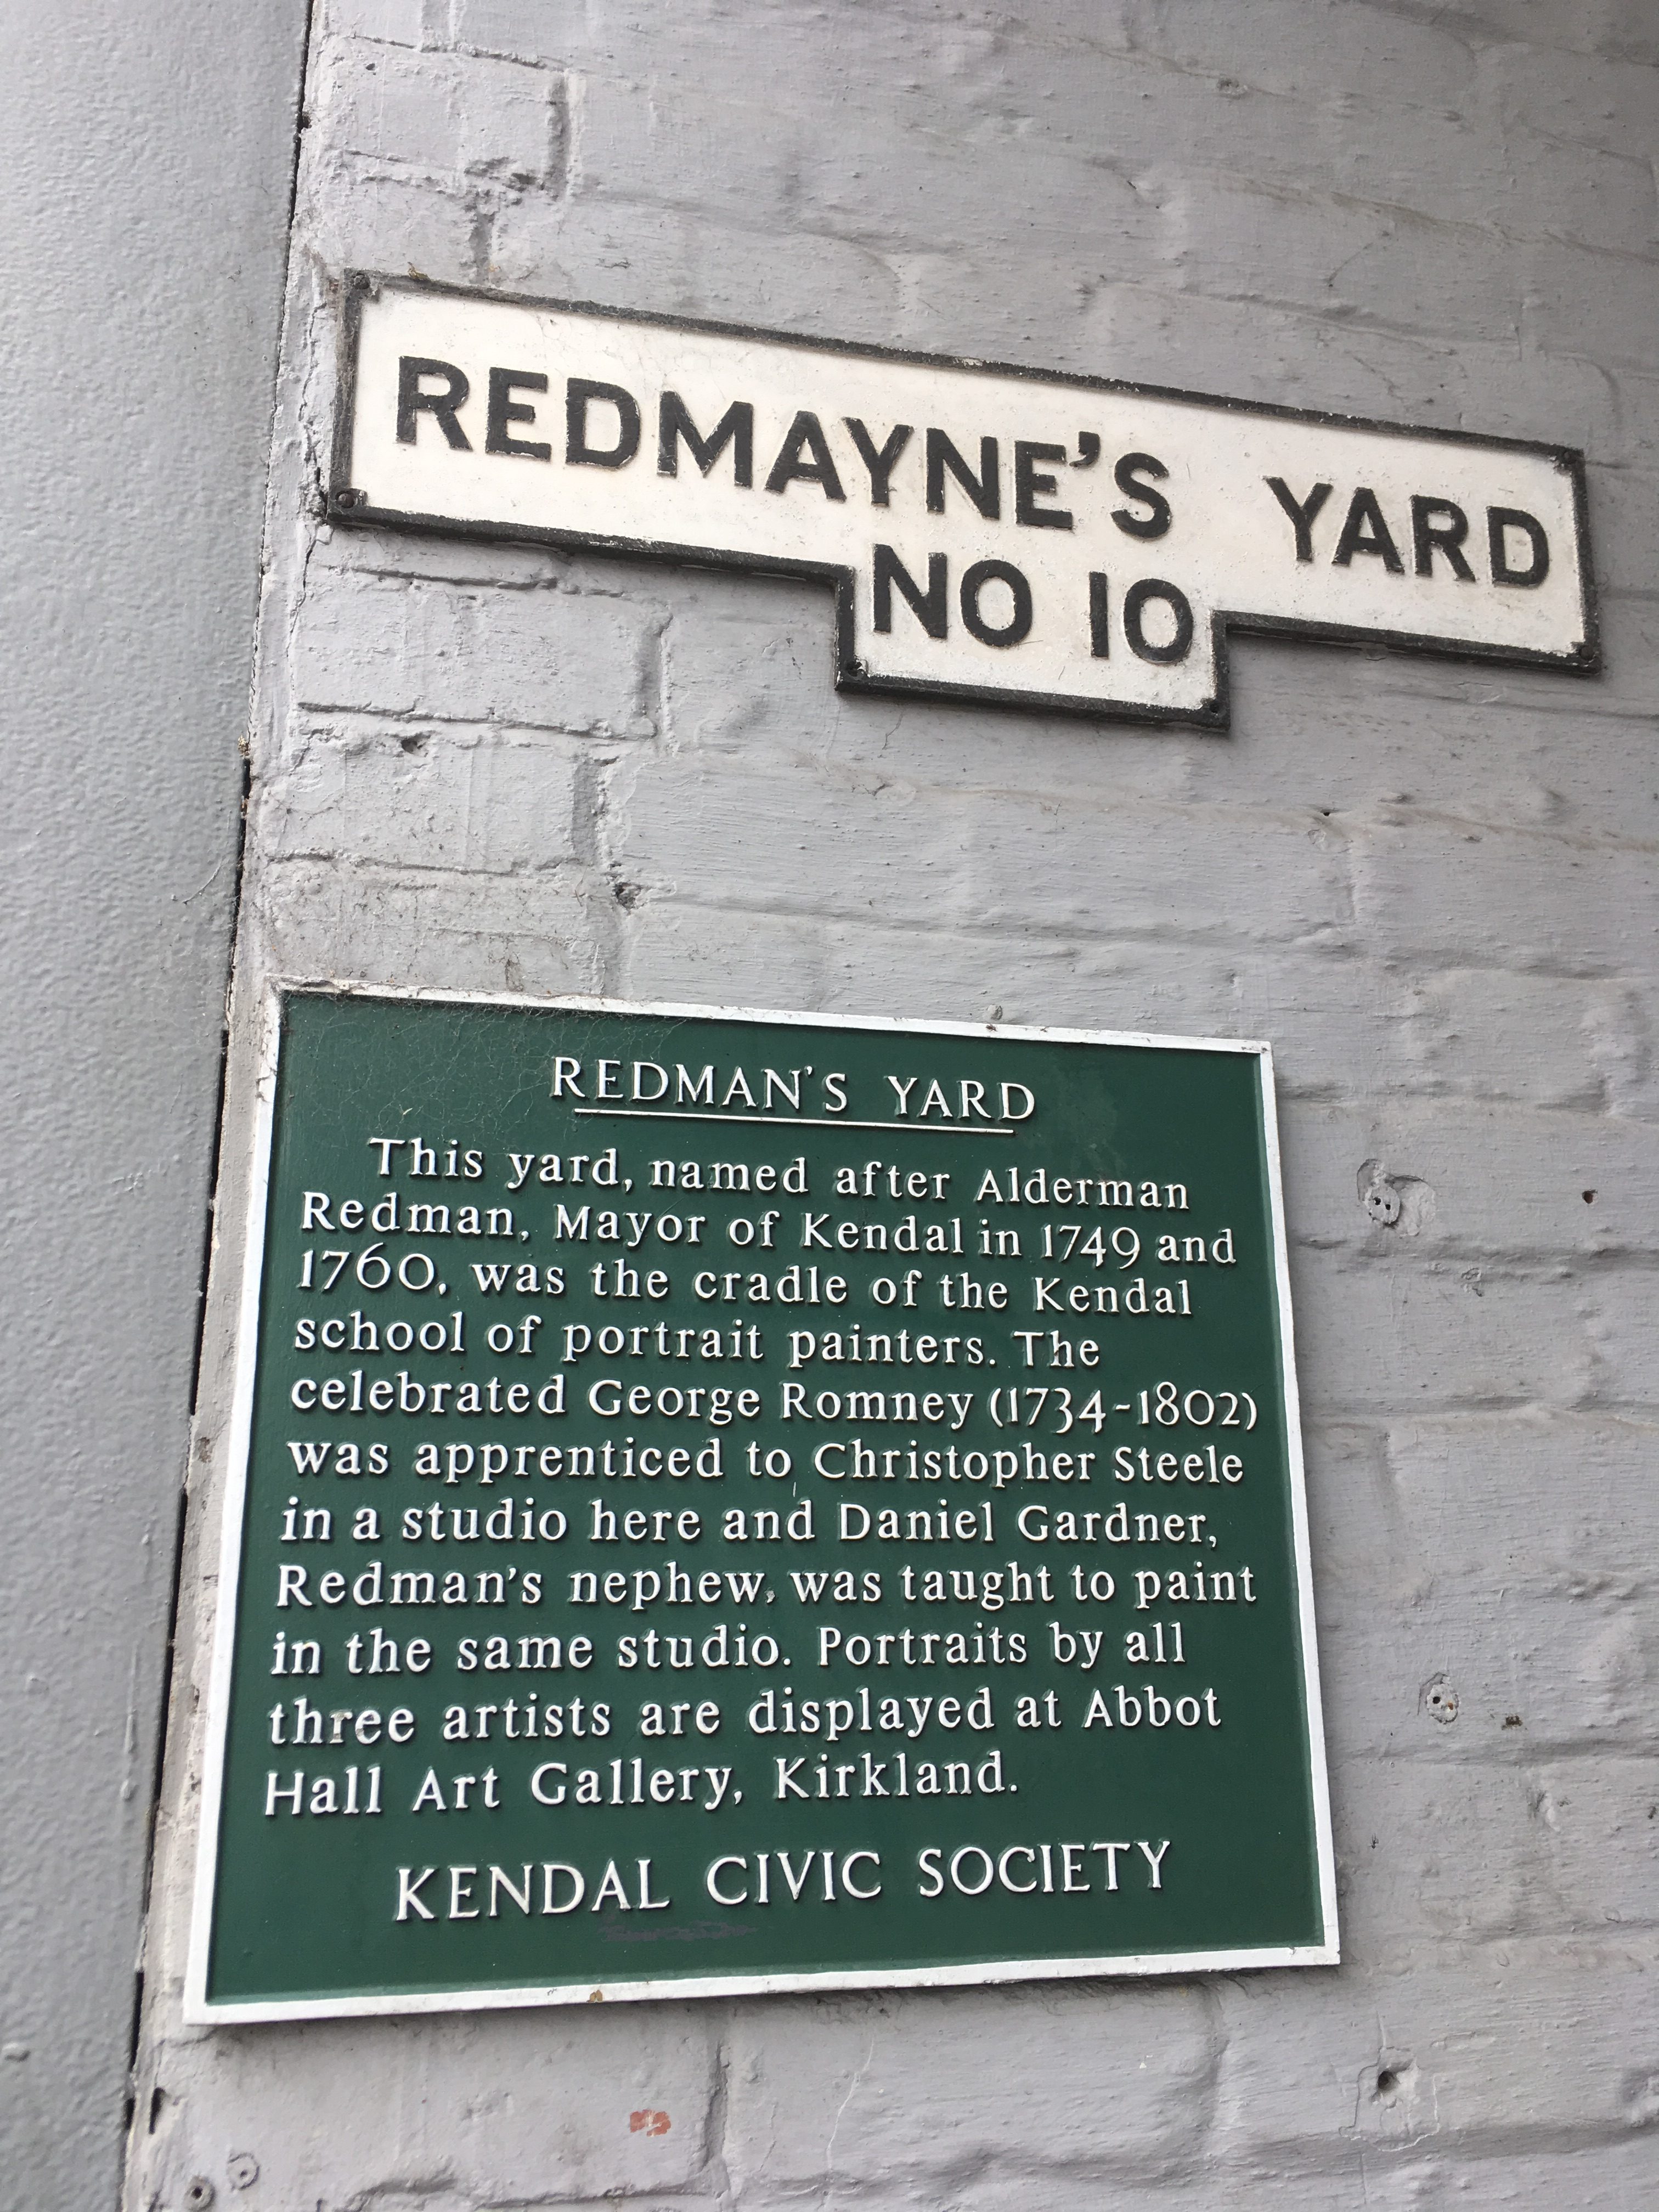 REDMAYNE'S YARD
NO 10
REDMAN'S YARD
This yard, named after Alderman
Redman, Mayor of Kendal in 1749 and
1760, was the cradle of the Kendal
school of portrait painters. The
celebrated George Romney (1734-1802)
was apprenticed to Christopher Steele
in a studio here and Daniel Gardner,
Redman's nephew, was taught to paint
in the same studio. Portraits by all
three artists are displayed at Abbot
Hall Art Gallery, Kirkland.
KENDAL CIVIC SOCIETY